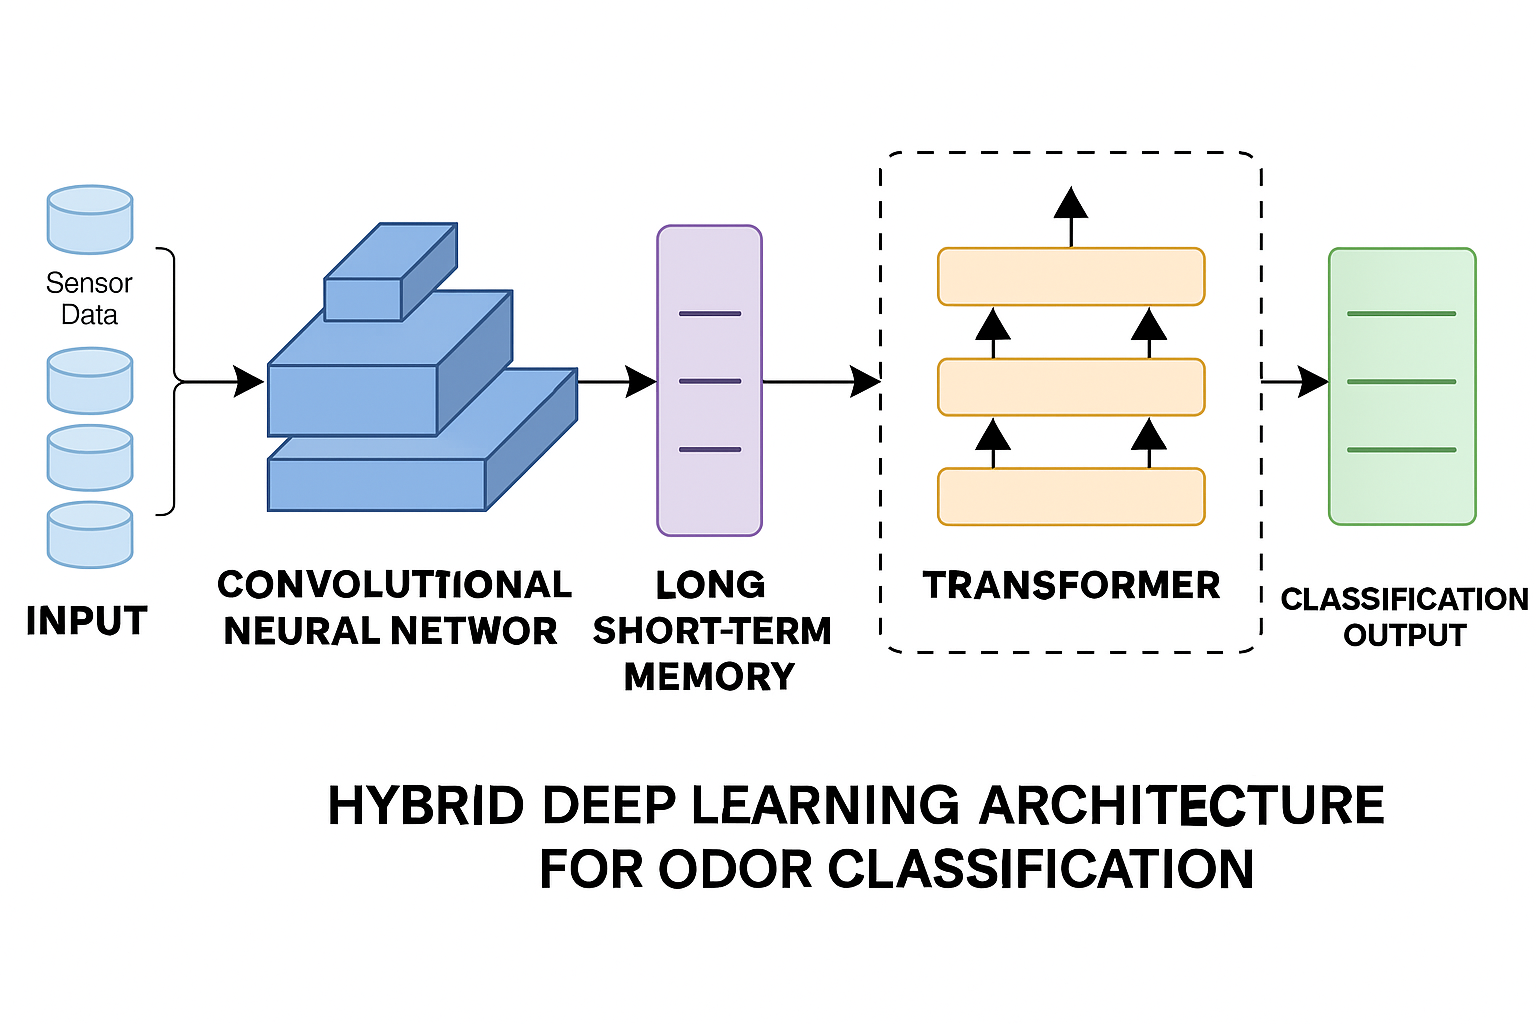 Sensor
Data
INPUT
CONVOLUTTIONAL
NEURAL NETWOR
LONG
SHORT-TERM
MEMORY
TRANSFORMER
CLASSIFICATION
OUTPUT
HYBRID DEEP LEARNING ARCHITECTURE
FOR ODOR CLASSIFICATION